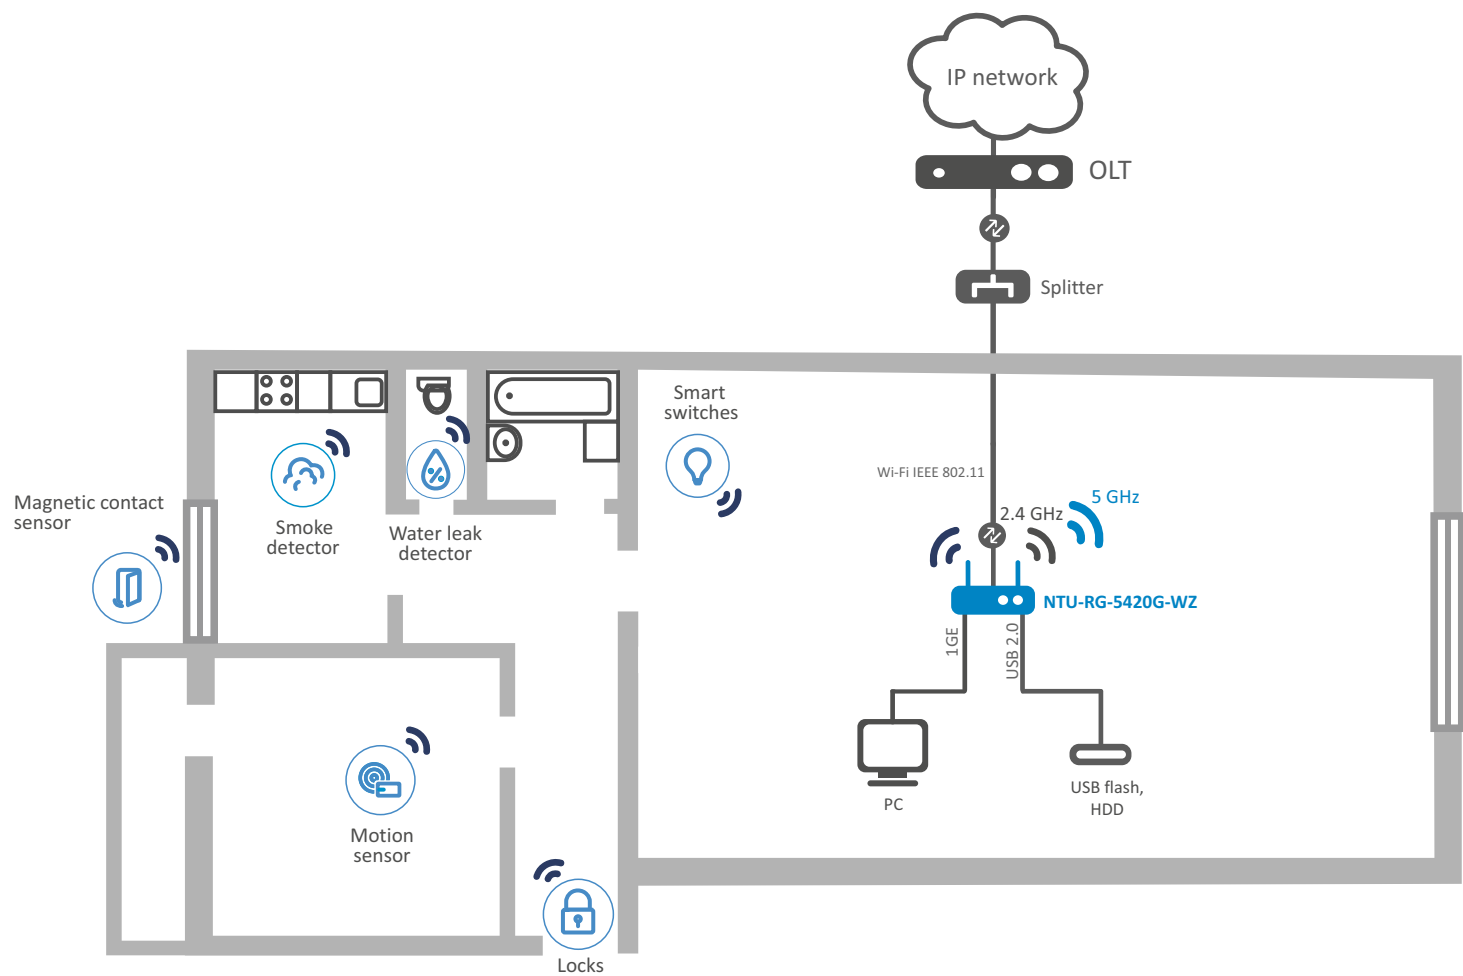 IP network
OLT
Splitter
Smart
switches
Wi-Fi IEEE 802.11
5 GHz
2.4 GHz
Magnetic contact
sensor
Smoke
detector
Water leak
detector
NTU-RG-5420G-WZ
1GE
USB 2.0
PC
USB flash,
HDD
Motion
sensor
Locks